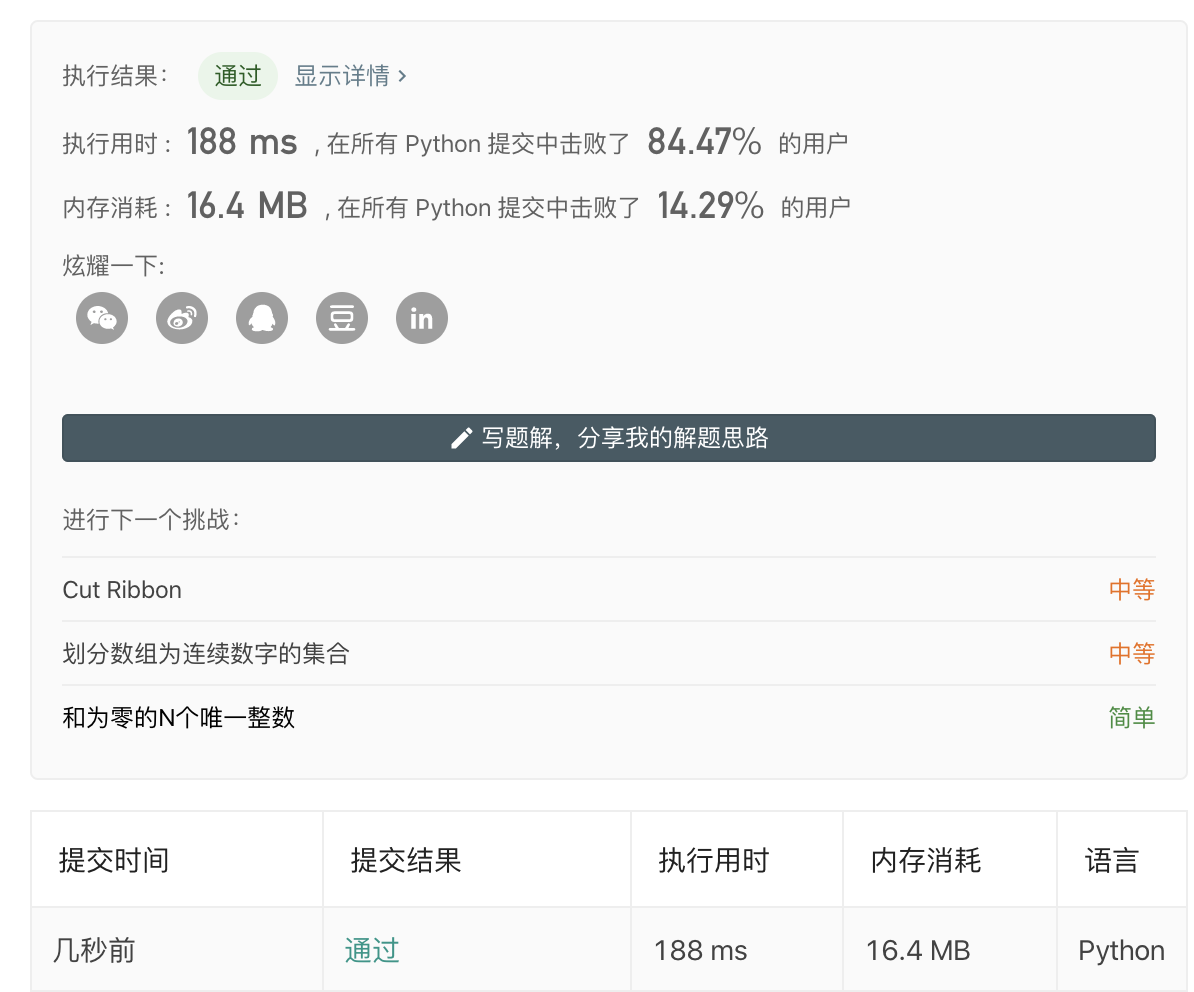 执行结果： 通过 显示详情 ›
执行用时： 188 ms ，在所有 Python 提交中击败了 84.47% 的用户
内存消耗： 16.4 MB ，在所有 Python 提交中击败了 14.29% 的用户
炫耀一下:
豆 in
写题解，分享我的解题思路
进行下一个挑战：
Cut Ribbon 中等
划分数组为连续数字的集合 中等
和为零的N个唯一整数 简单
提交时间 提交结果 执行用时 内存消耗 语言
几秒前 通过 188 ms 16.4 MB Python